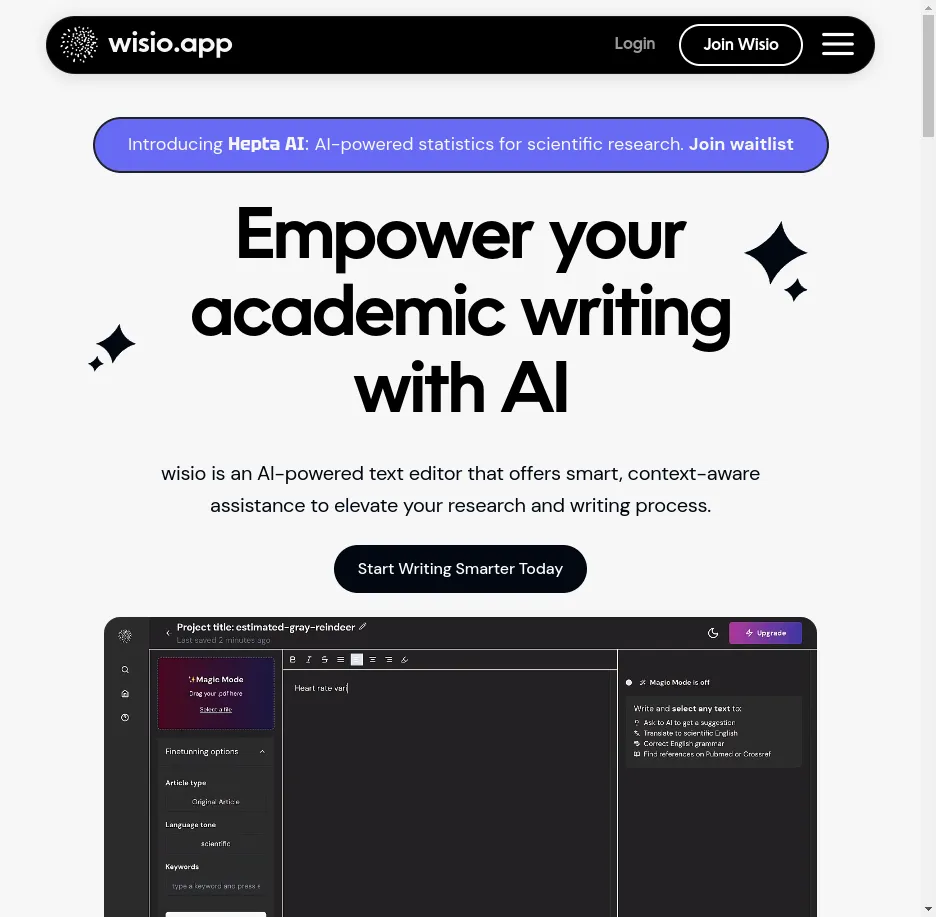 wisio.app
Login
Join Wisio
Introducing Hepta AI: AI-powered statistics for scientific research. Join waitlist
Empower your
academic writing
with AI
wisio is an AI-powered text editor that offers smart, context-aware
assistance to elevate your research and writing process.
Start Writing Smarter Today
Project title: estimated-gray-reindeer
Last saved 2 minutes ago
Upgrade
✨Magic Mode
Drag your .pdf here
Select a file
Finetunning options
Article type
Original Article
Language tone
scientific
Keywords
type a keyword and press e
B I S
Heart rate vari
Magic Mode is off
Write and select any text to:
Ask to AI to get a suggestion
Translate to scientific English
Correct English grammar
Find references on Pubmed or Crossref